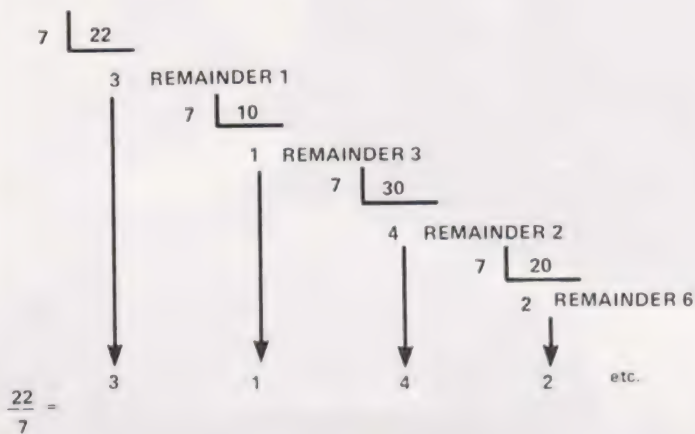 7 22
3 REMAINDER 1
7 10
1 REMAINDER 3
7 30
4 REMAINDER 2
7 20
2 REMAINDER 6
3 1 4 2 etc.
22
7 =